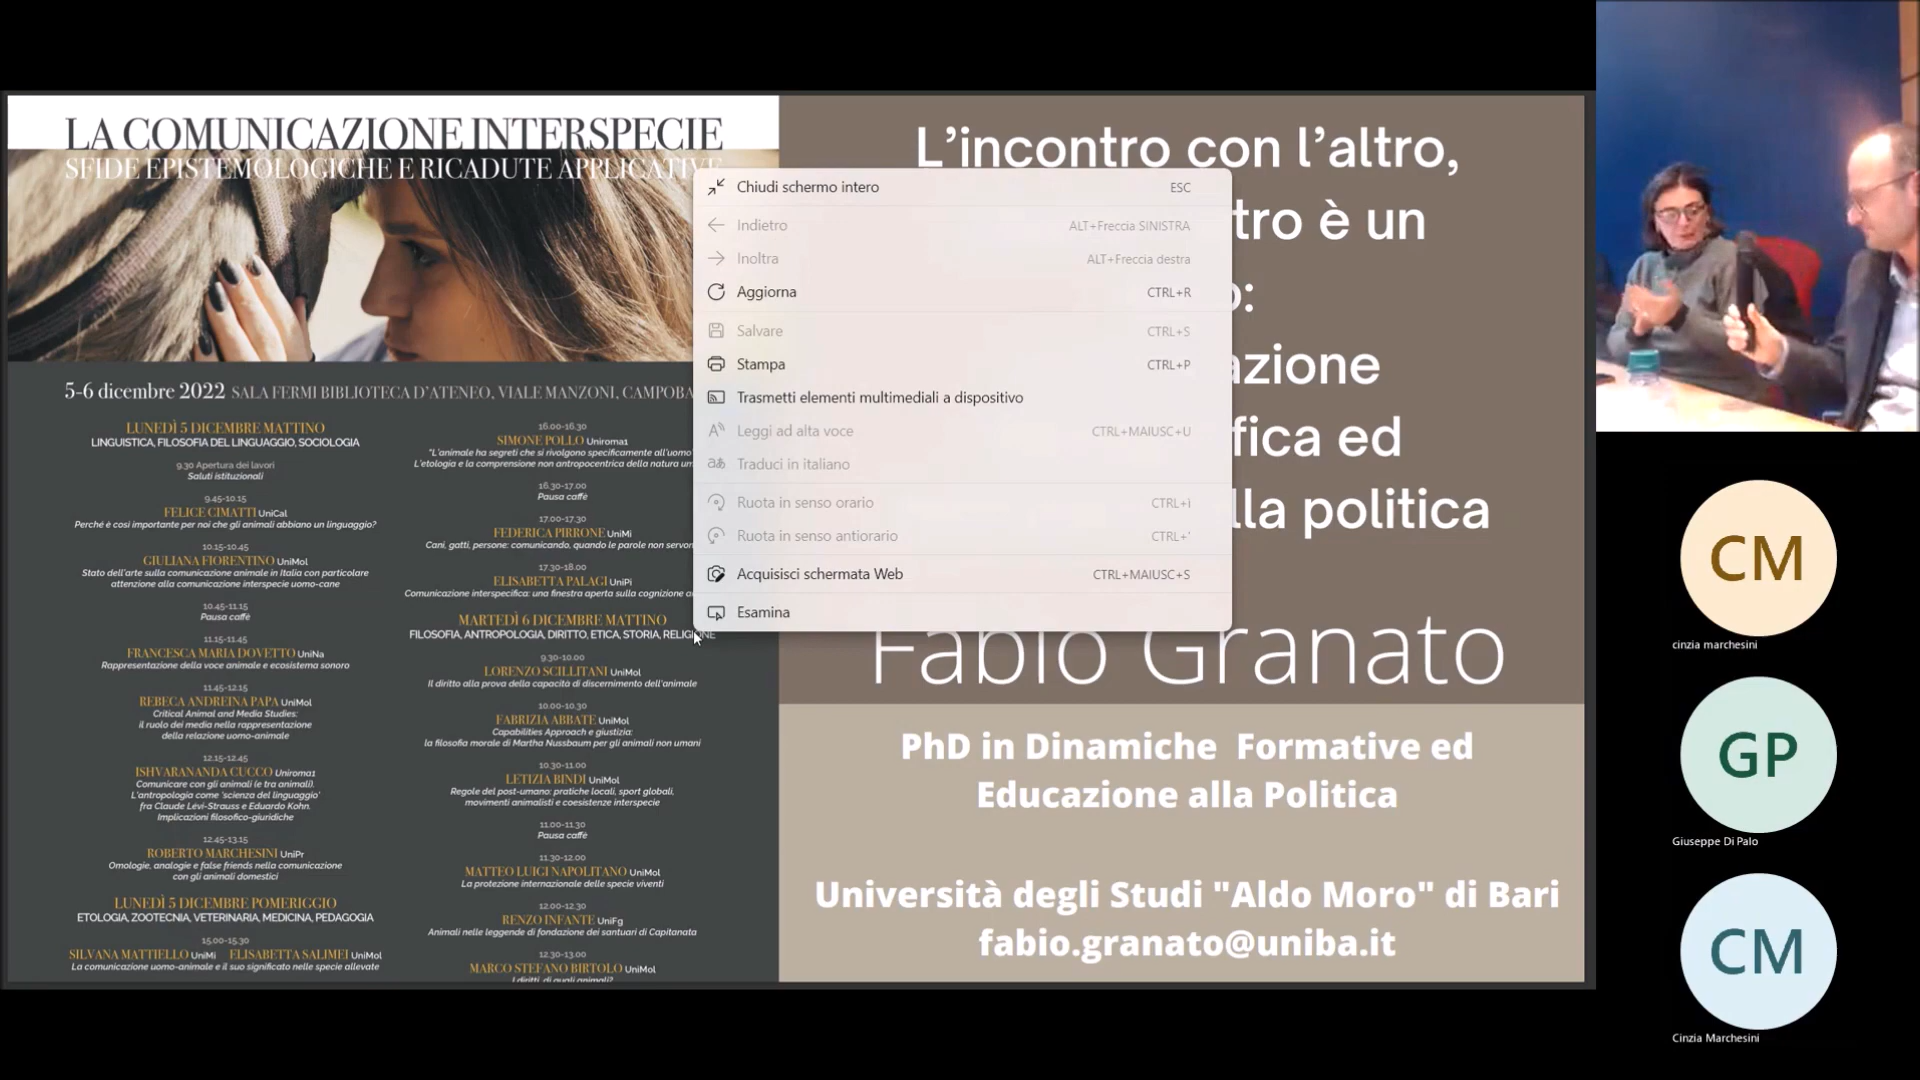 LA COMUNICAZIONE INTERSPECIE
SFIDE EPISTEMOLOGICHE E RICADUTE APPLICATIVE
5-6 dicembre 2022 SALA FERMI BIBLIOTECA D'ATENEO, VIALE MANZONI,
LUNEDÌ 5 DICEMBRE MATTINO
LINGUISTICA, FILOSOFIA DEL LINGUAGGIO, SOCIOLOGIA
9.30 Apertura dei lavori
Saluti istituzionali
9.45-10.15
FELICE CIMATTI UniCal
Perché è così importante per noi che gli animali abbiano un linguaggio?
10.15-10.45
GIULIANA FIORENTINO UniMol
Stato dell'arte sulla comunicazione animale in Italia con particolare
attenzione alla comunicazione interspecie uomo-cane
10.45-11.15
Pausa caffè
11.15-11.45
FRANCESCA MARIA DOVETTO UniNa
Rappresentazione della voce animale e ecosistema sonoro
11.45-12.15
REBECA ANDREINA PAPA UniMol
Critical Animal and Media Studies:
il ruolo dei media nella rappresentazione
della relazione uomo-animale
12.15-12.45
ISHVARANANDA CUCCO Uniroma1
Comunicare con gli animali (e tra animali).
L'antropologia come 'scienza del linguaggio'
fra Claude Lévi-Strauss e Eduardo Kohn.
Implicazioni filosofico-giuridiche
12.45-13.15
ROBERTO MARCHESINI UniPr
Omologie, analogie e false friends nella comunicazione
con gli animali domestici
LUNEDÌ 5 DICEMBRE POMERIGGIO
ETOLOGIA, ZOOTECNIA, VETERINARIA, MEDICINA, PEDAGOGIA
15.00-15.30
SILVANA MATTIELLO UniMi ELISABETTA SALIMEI UniMol
La comunicazione uomo-animale e il suo significato nelle specie allevate
16.00-16.30
SIMONE POLLO Uniroma1
"L'animale ha segreti che si rivolgono specificamente all'uomo"
L'etologia e la comprensione non antropocentrica della natura
16.30-17.00
Pausa caffè
17.00-17.30
FEDERICA PIRRONE UniMi
Cani, gatti, persone: comunicando, quando le parole non
17.30-18.00
ELISABETTA PALAGI UniPi
Comunicazione interspecifica: una finestra aperta sulla cognizione
MARTEDÌ 6 DICEMBRE MATTINO
FILOSOFIA, ANTROPOLOGIA, DIRITTO, ETICA, STORIA, RELIGIONE
9.30-10.00
LORENZO SCILLITANI UniMol
Il diritto alla prova della capacità di discernimento dell'animale
10.00-10.30
FABRIZIA ABBATE UniMol
Capabilities Approach e giustizia:
la filosofia morale di Martha Nussbaum per gli animali non umani
10.30-11.00
LETIZIA BINDI UniMol
Regole del post-umano: pratiche locali, sport globali,
movimenti animalisti e coesistenze interspecie
11.00-11.30
Pausa caffè
11.30-12.00
MATTEO LUIGI NAPOLITANO UniMol
La protezione internazionale delle specie viventi
12.00-12.30
RENZO INFANTE UniFg
Animali nelle leggende di fondazione dei santuari di Capitanata
12.30-13.00
MARCO STEFANO BIRTOLO UniMol
I diritti, di quali animali?
Chiudi schermo intero ESC
Indietro ALT+Freccia SINISTRA
Inoltra ALT+Freccia destra
Aggiorna CTRL+R
Salvare CTRL+S
Stampa CTRL+P
Trasmetti elementi multimediali a dispositivo
Leggi ad alta voce CTRL+MAIUSC+U
Traduci in italiano
Ruota in senso orario CTRL+I
Ruota in senso antiorario CTRL+'
Acquisisci schermata Web CTRL+MAIUSC+S
Esamina
L'incontro con l'altro,
tro è un
o:
azione
fica ed
lla politica
Fabio Granato
PhD in Dinamiche Formative ed
Educazione alla Politica
Università degli Studi "Aldo Moro" di Bari
fabio.granato@uniba.it
CM
cinzia marchesini
GP
Giuseppe Di Palo
CM
Cinzia Marchesini